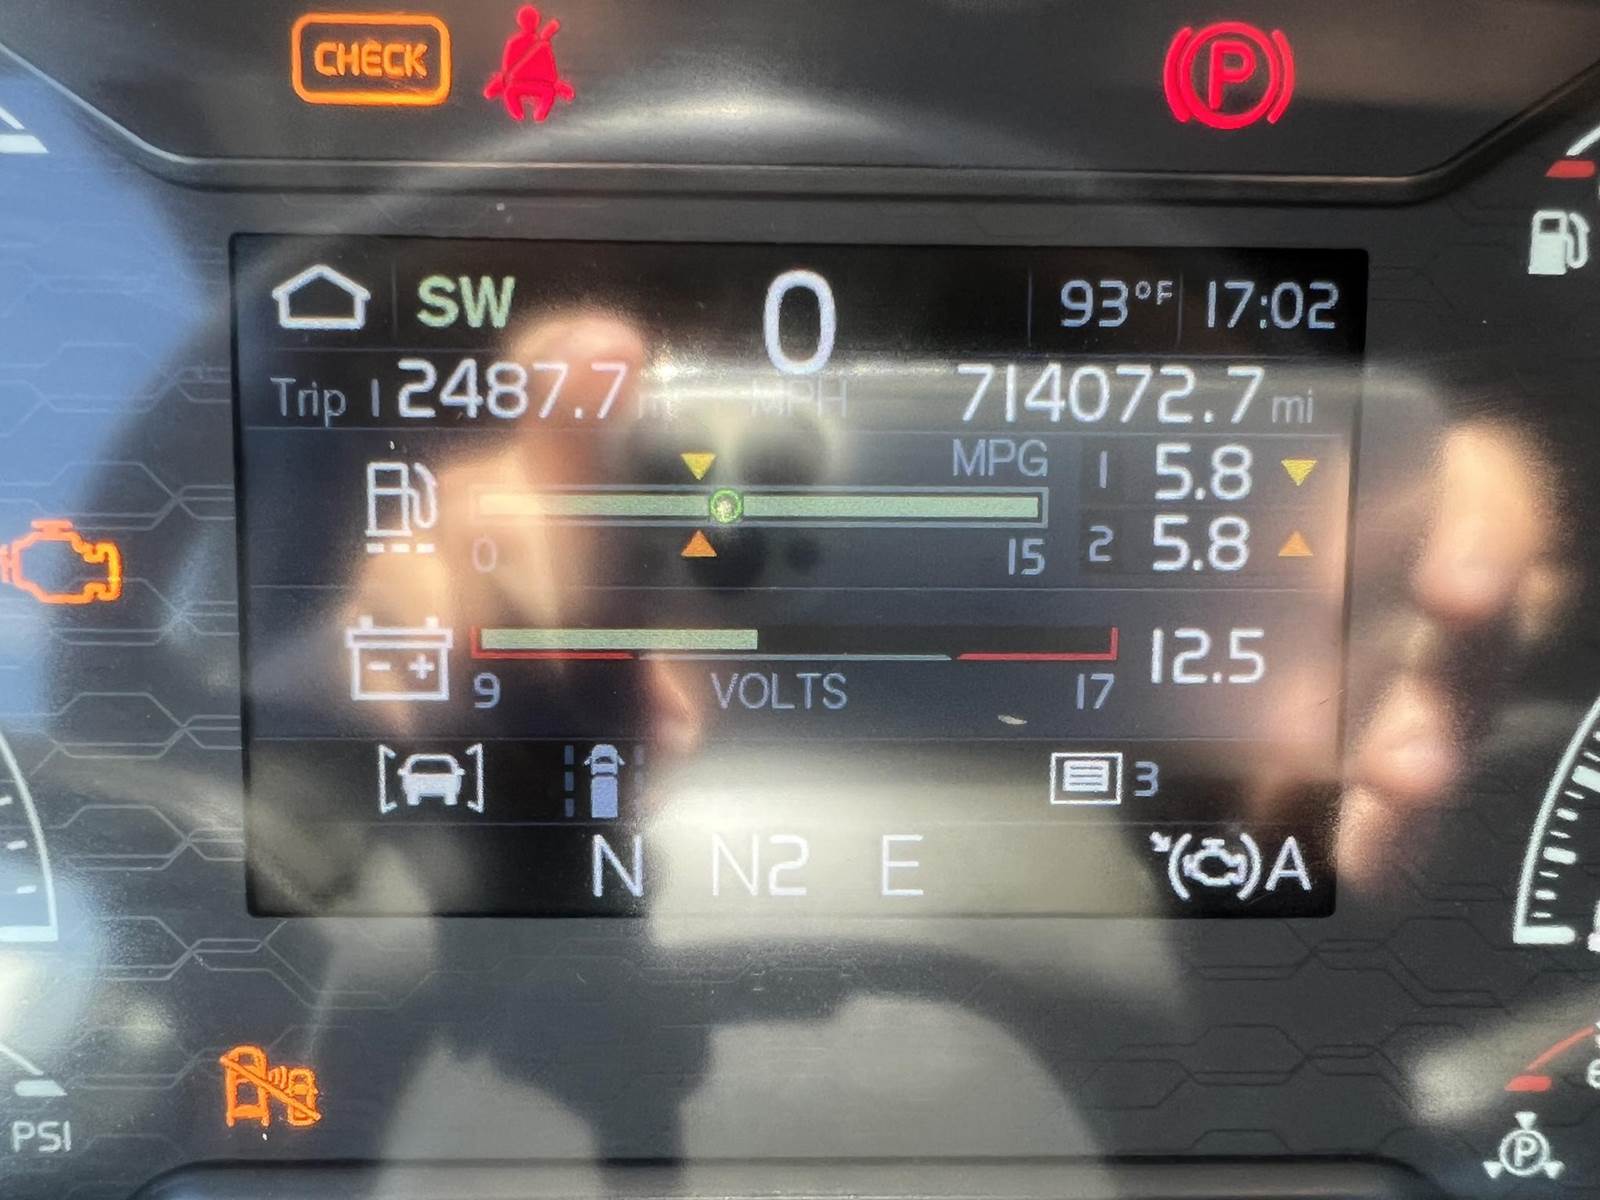 CHECK
P
SW 0 93°F 17:02
Trip 1 2487.7 MPH 714072.7 mi
MPG 1 5.8
0 15 2 5.8
12.5
9 VOLTS 17
3
N N2 E A
PSI
P